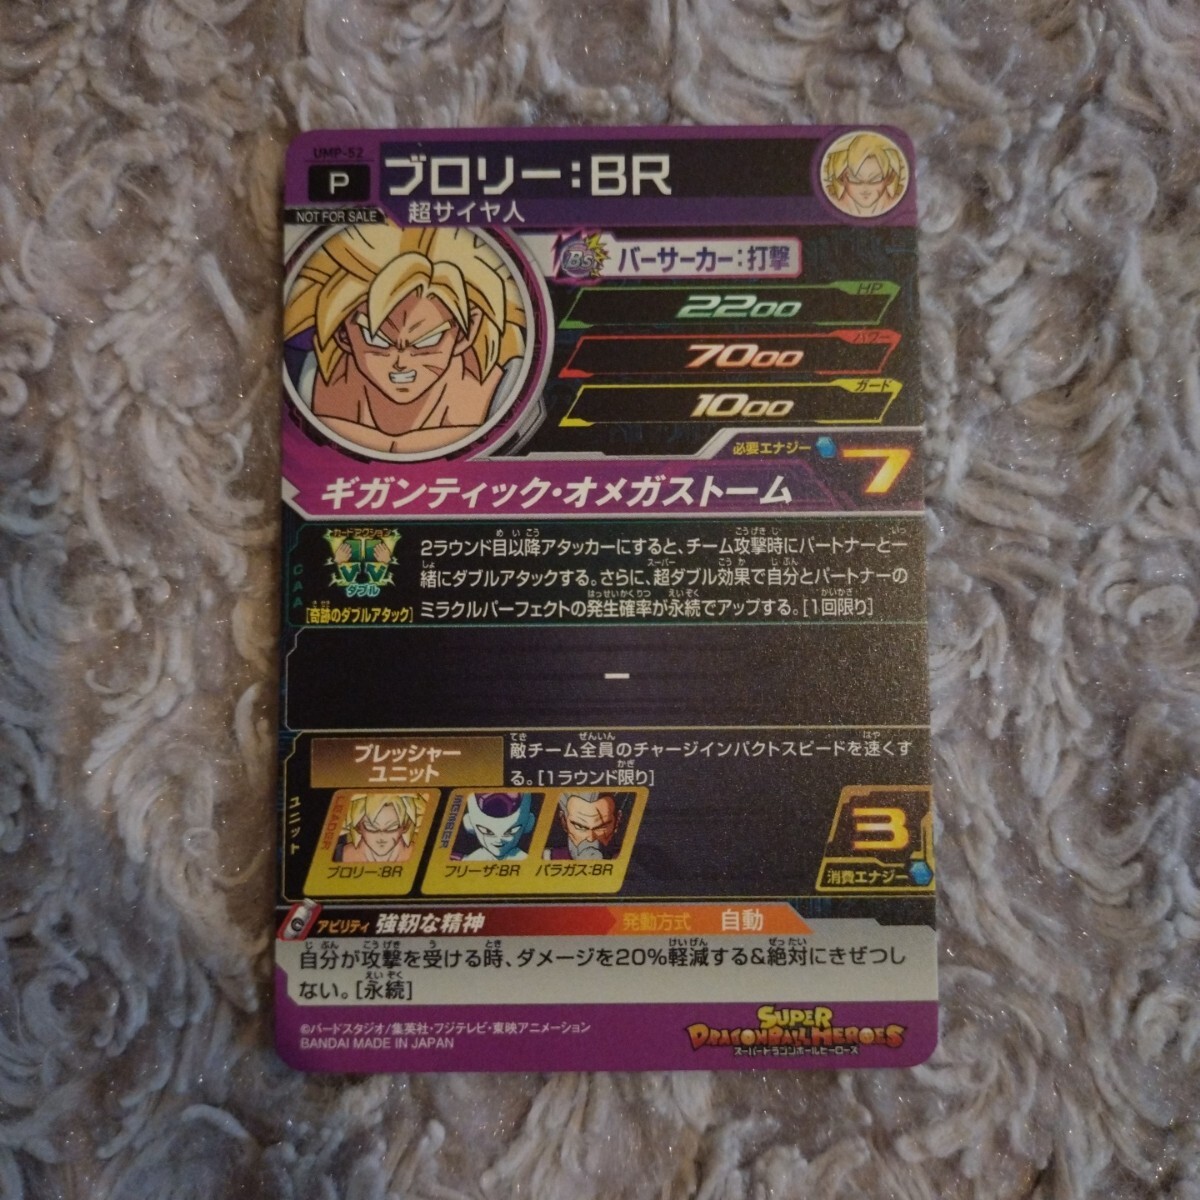 UMP-52
P
ブロリー:BR
NOT FOR SALE
超サイヤ人
Bs
バーサーカー:打撃
HP
2200
パワー
7000
ガード
1000
必要エナジー
7
ギガンティック・オメガストーム
CAA
カードアクション
ダブル
[奇跡のダブルアタック]
2ラウンド目以降アタッカーにすると、チーム攻撃時にパートナーと一
緒にダブルアタックする。さらに、超ダブル効果で自分とパートナーの
ミラクルパーフェクトの発生確率が永続でアップする。[1回限り]
ー
ユニット
プレッシャー
ユニット
敵チーム全員のチャージインパクトスピードを速くす
る。[1ラウンド限り]
LEADER
ブロリー:BR
MEMBER
フリーザ:BR
パラガス:BR
3
消費エナジー
アビリティ 強靭な精神
発動方式 自動
自分が攻撃を受ける時、ダメージを20%軽減する&絶対にきぜつし
ない。[永続]
©バードスタジオ/集英社・フジテレビ・東映アニメーション
BANDAI MADE IN JAPAN
SUPER
DRAGONBALL HEROES
スーパードラゴンボールヒーローズ